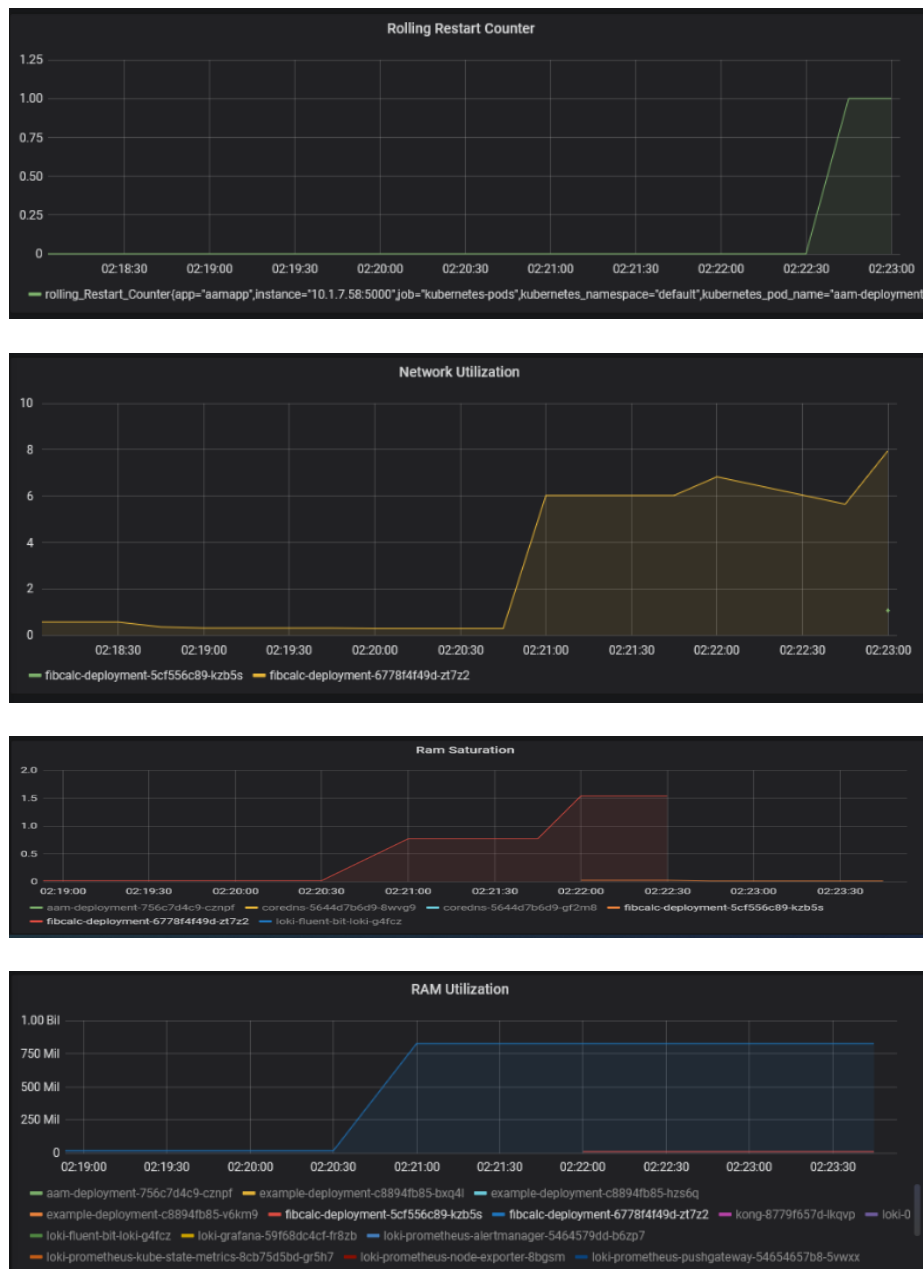 Rolling Restart Counter
1.25
1.00
0.75
0.50
0.25
0
02:18:30 02:19:00 02:19:30 02:20:00 02:20:30 02:21:00 02:21:30 02:22:00 02:22:30 02:23:00
rolling_Restart_Counter{app="aamapp",instance="10.1.7.58:5000",job="kubernetes-pods",kubernetes_namespace="default",kubernetes_pod_name="aam-deployment
Network Utilization
10
8
6
4
2
0
02:18:30 02:19:00 02:19:30 02:20:00 02:20:30 02:21:00 02:21:30 02:22:00 02:22:30 02:23:00
fibcalc-deployment-5cf556c89-kzb5s fibcalc-deployment-6778f4f49d-zt7z2
Ram Saturation
2.0
1.5
1.0
0.5
0
02:19:00 02:19:30 02:20:00 02:20:30 02:21:00 02:21:30 02:22:00 02:22:30 02:23:00 02:23:30
aam-deployment-756c7d4c9-cznpf coredns-5644d7b6d9-8wvg9 coredns-5644d7b6d9-gf2m8 fibcalc-deployment-5cf556c89-kzb5s
fibcalc-deployment-6778f4f49d-zt7z2 loki-fluent-bit-loki-g4fcz
RAM Utilization
1.00 Bil
750 Mil
500 Mil
250 Mil
0
02:19:00 02:19:30 02:20:00 02:20:30 02:21:00 02:21:30 02:22:00 02:22:30 02:23:00 02:23:30
aam-deployment-756c7d4c9-cznpf example-deployment-c8894fb85-bxq4l example-deployment-c8894fb85-hzs6q
example-deployment-c8894fb85-v6km9 fibcalc-deployment-5cf556c89-kzb5s fibcalc-deployment-6778f4f49d-zt7z2 kong-8779f657d-lkqvp loki-0
loki-fluent-bit-loki-g4fcz loki-grafana-59f68dc4cf-fr8zb loki-prometheus-alertmanager-5464579dd-b6zp7
loki-prometheus-kube-state-metrics-8cb75d5bd-gr5h7 loki-prometheus-node-exporter-8bgsm loki-prometheus-pushgateway-54654657b8-5vwxx